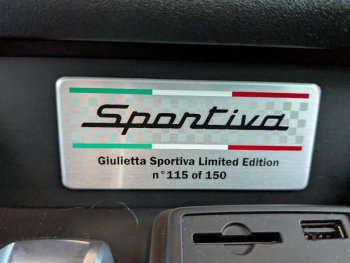 Sportiva
Giulietta Sportiva Limited Edition
n°115 of 150